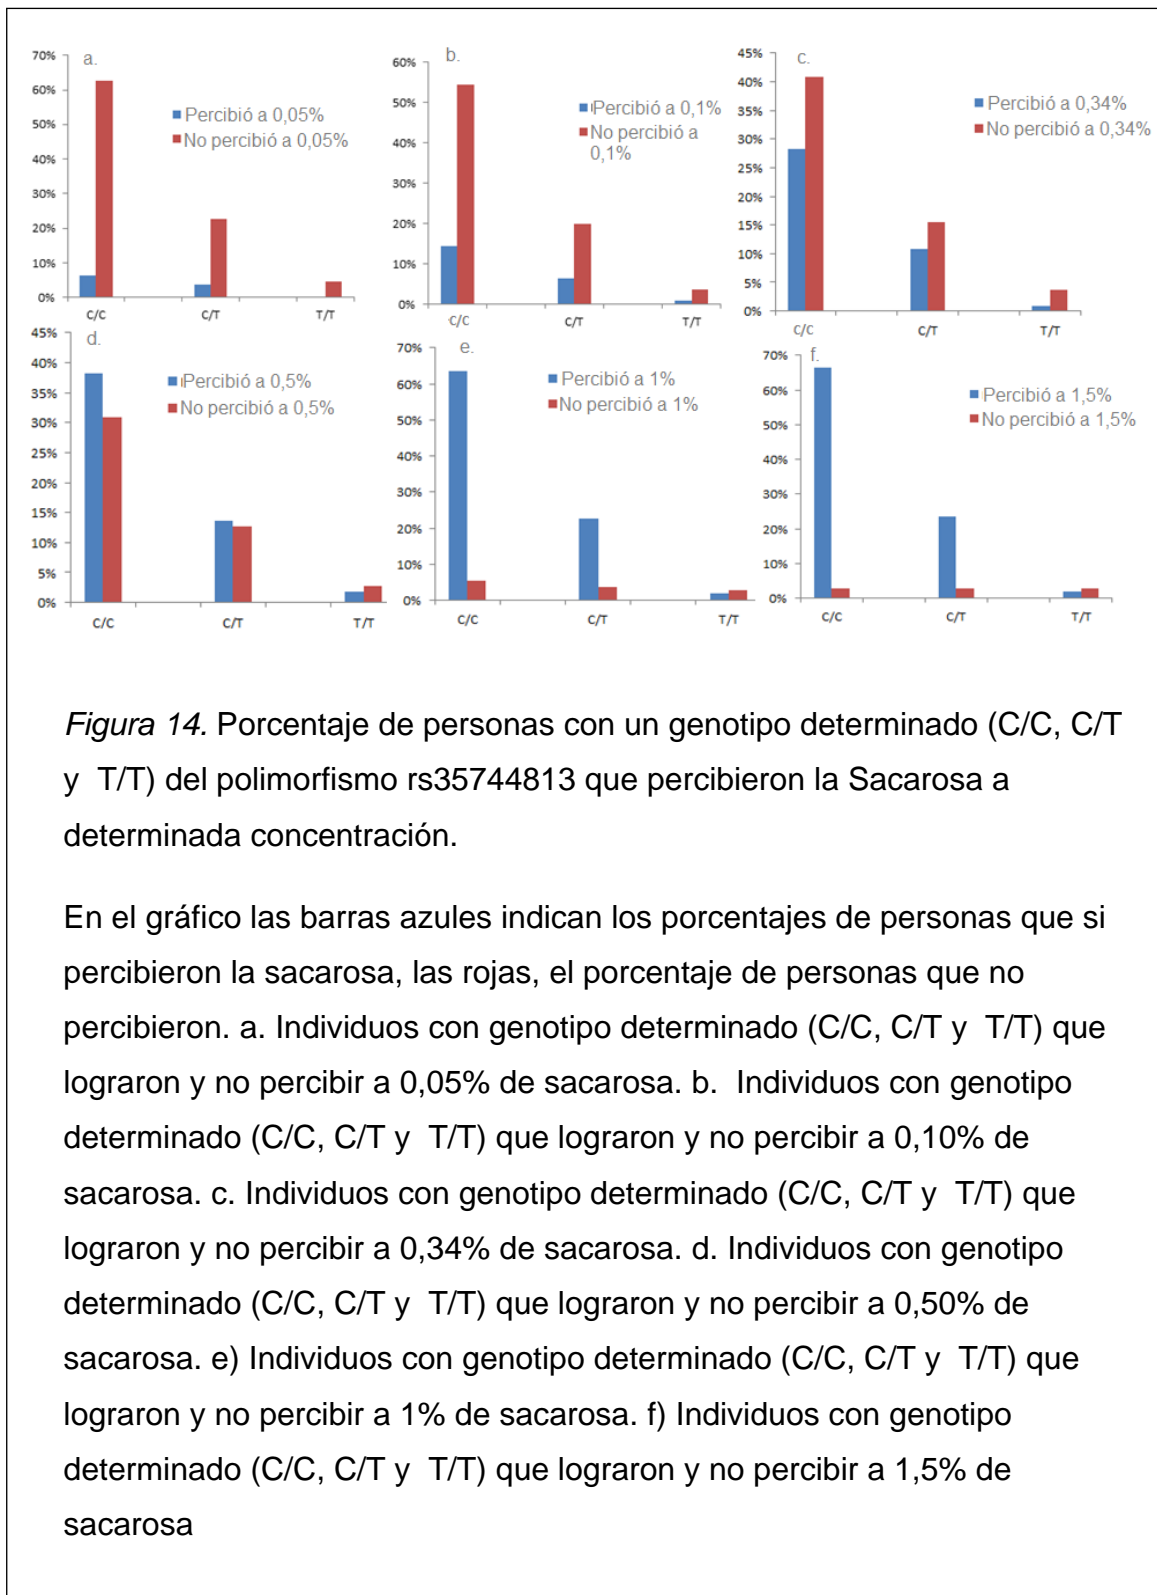 a.
70%
60%
50%
40%
30%
20%
10%
0%
Percibió a 0,05%
No percibió a 0,05%
C/C
C/T
T/T
b.
60%
50%
40%
30%
20%
10%
0%
Percibió a 0,1%
No percibió a
0,1%
C/C
C/T
T/T
c.
45%
40%
35%
30%
25%
20%
15%
10%
5%
0%
Percibió a 0,34%
No percibió a 0,34%
C/C
C/T
T/T
d.
45%
40%
35%
30%
25%
20%
15%
10%
5%
0%
Percibió a 0,5%
No percibió a 0,5%
C/C
C/T
T/T
e.
70%
60%
50%
40%
30%
20%
10%
0%
Percibió a 1%
No percibió a 1%
C/C
C/T
T/T
f.
70%
60%
50%
40%
30%
20%
10%
0%
Percibió a 1,5%
No percibió a 1,5%
C/C
C/T
T/T
Figura 14. Porcentaje de personas con un genotipo determinado (C/C, C/T
y T/T) del polimorfismo rs35744813 que percibieron la Sacarosa a
determinada concentración.
En el gráfico las barras azules indican los porcentajes de personas que si
percibieron la sacarosa, las rojas, el porcentaje de personas que no
percibieron. a. Individuos con genotipo determinado (C/C, C/T y T/T) que
lograron y no percibir a 0,05% de sacarosa. b. Individuos con genotipo
determinado (C/C, C/T y T/T) que lograron y no percibir a 0,10% de
sacarosa. c. Individuos con genotipo determinado (C/C, C/T y T/T) que
lograron y no percibir a 0,34% de sacarosa. d. Individuos con genotipo
determinado (C/C, C/T y T/T) que lograron y no percibir a 0,50% de
sacarosa. e) Individuos con genotipo determinado (C/C, C/T y T/T) que
lograron y no percibir a 1% de sacarosa. f) Individuos con genotipo
determinado (C/C, C/T y T/T) que lograron y no percibir a 1,5% de
sacarosa